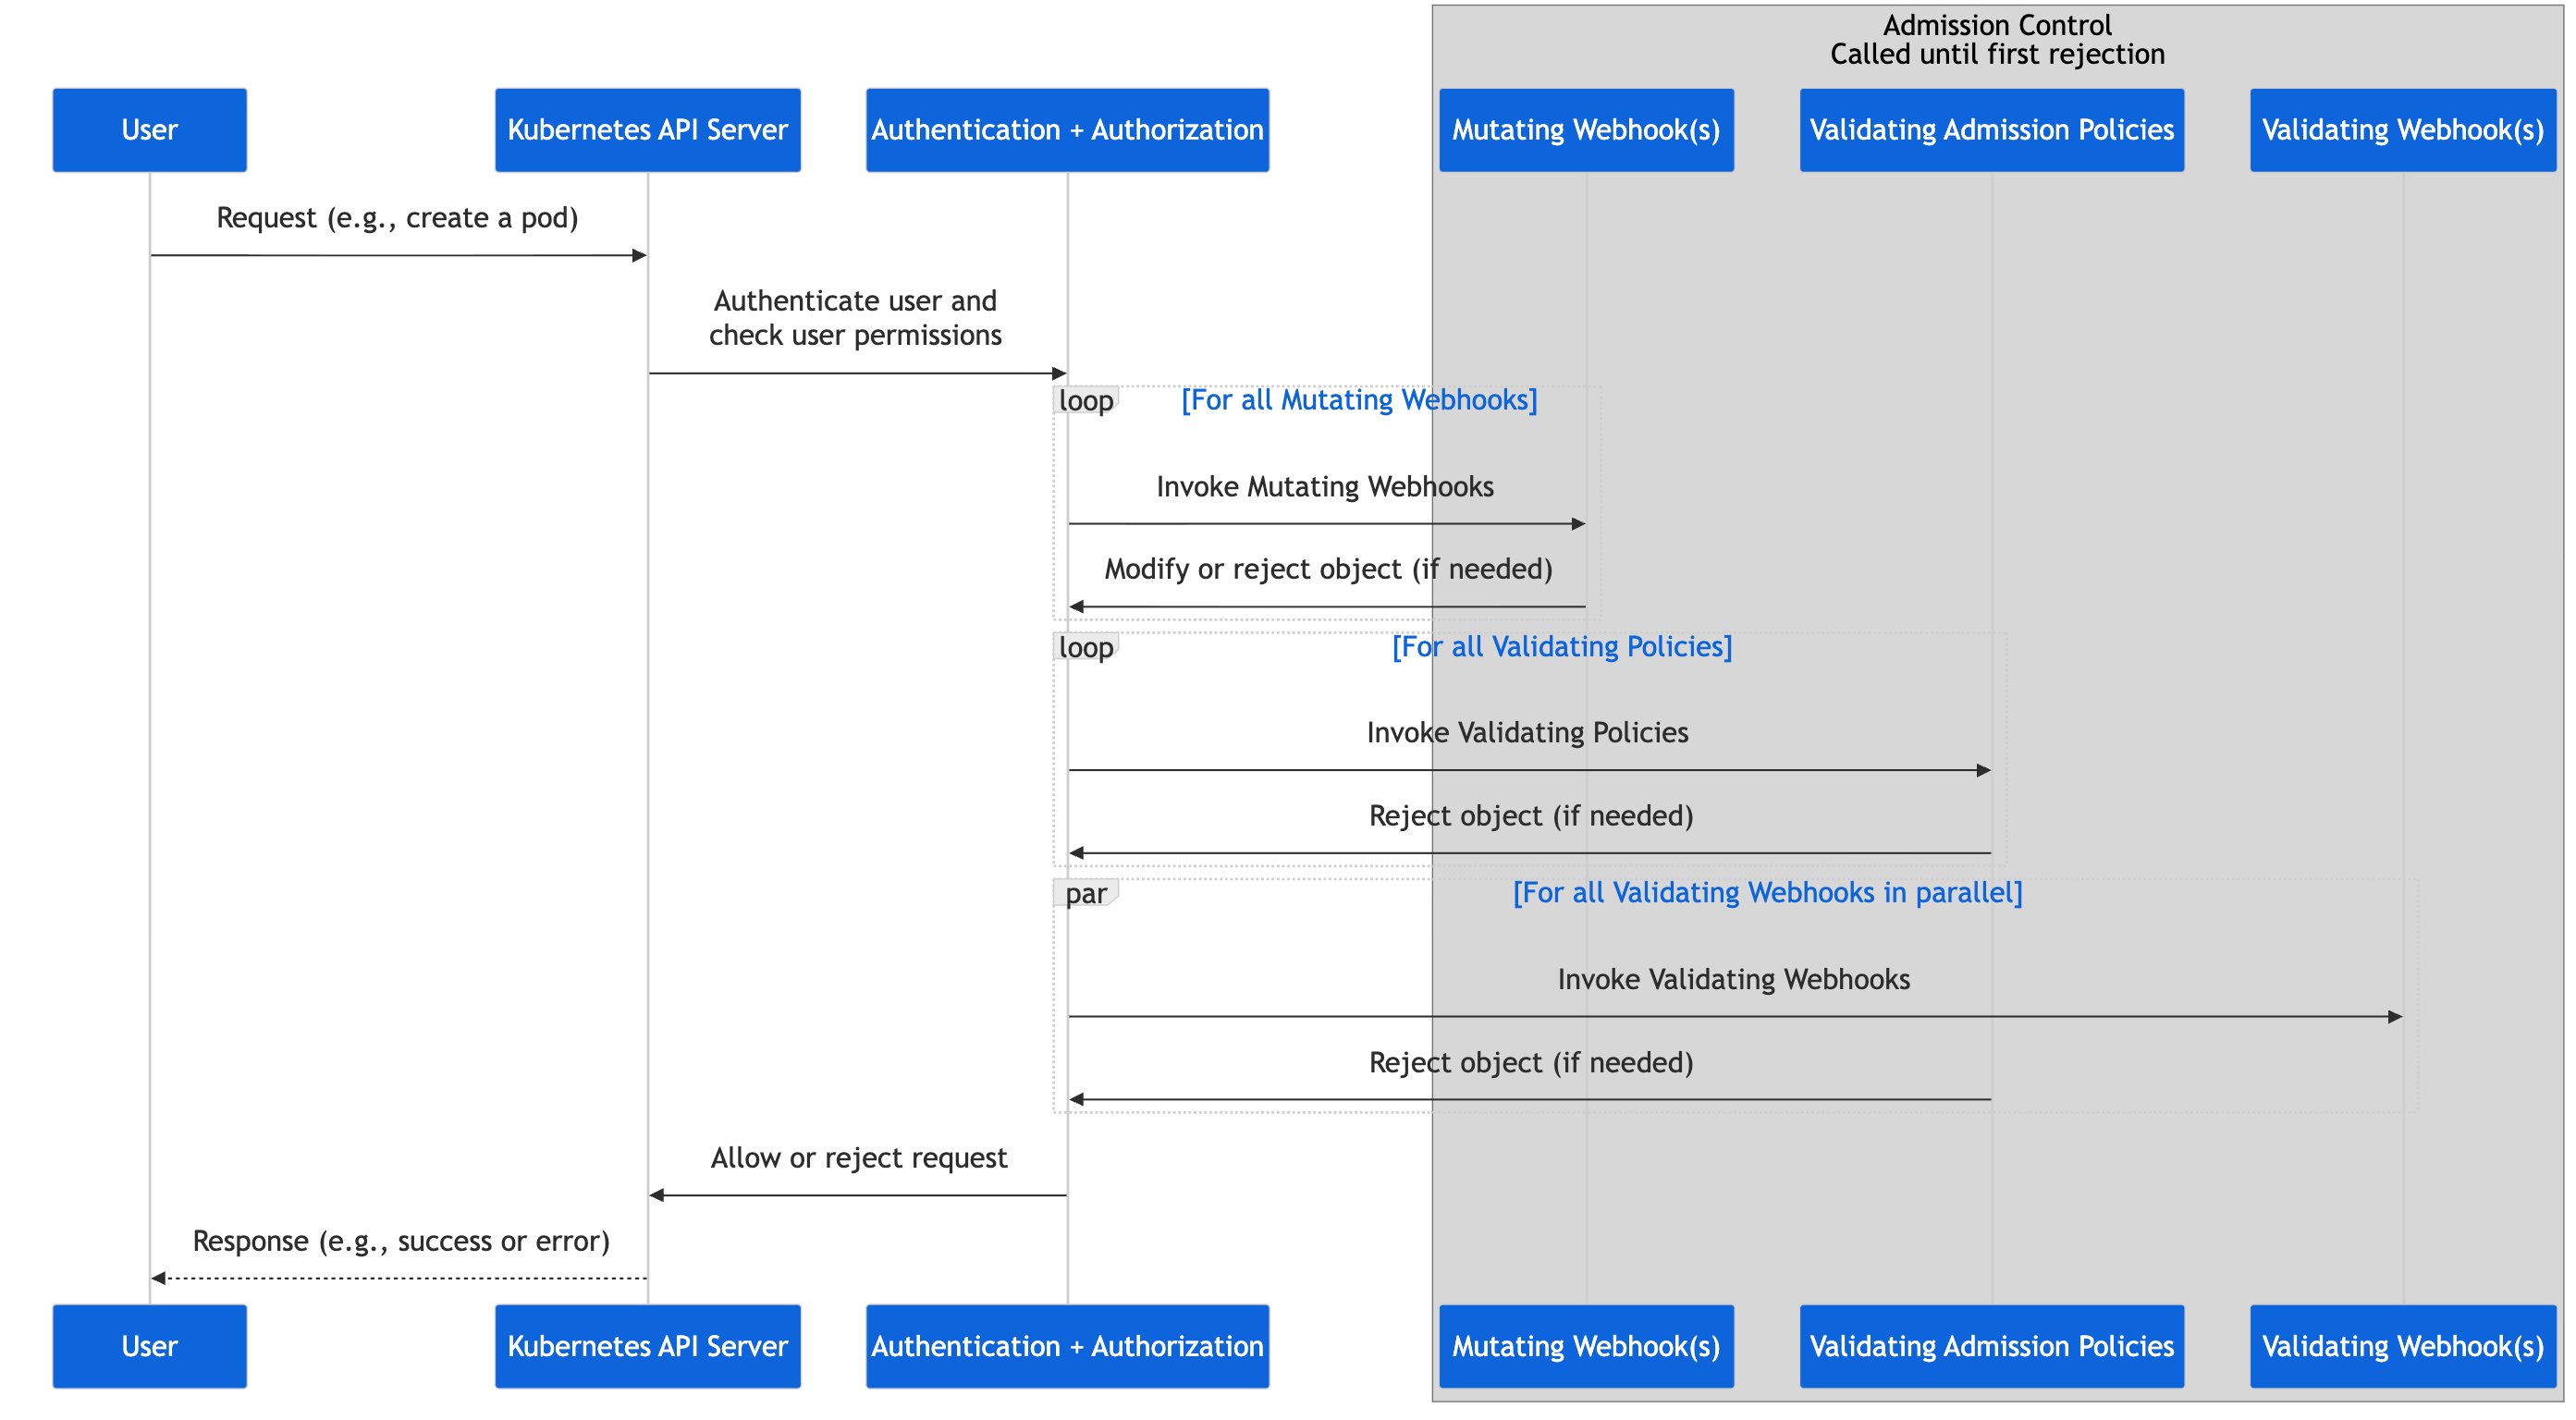 Admission Control
Called until first rejection
User
Kubernetes API Server
Authentication + Authorization
Mutating Webhook(s)
Validating Admission Policies
Validating Webhook(s)
Request (e.g., create a pod)
Authenticate user and
check user permissions
loop
[For all Mutating Webhooks]
Invoke Mutating Webhooks
Modify or reject object (if needed)
loop
[For all Validating Policies]
Invoke Validating Policies
Reject object (if needed)
par
[For all Validating Webhooks in parallel]
Invoke Validating Webhooks
Reject object (if needed)
Allow or reject request
Response (e.g., success or error)
User
Kubernetes API Server
Authentication + Authorization
Mutating Webhook(s)
Validating Admission Policies
Validating Webhook(s)